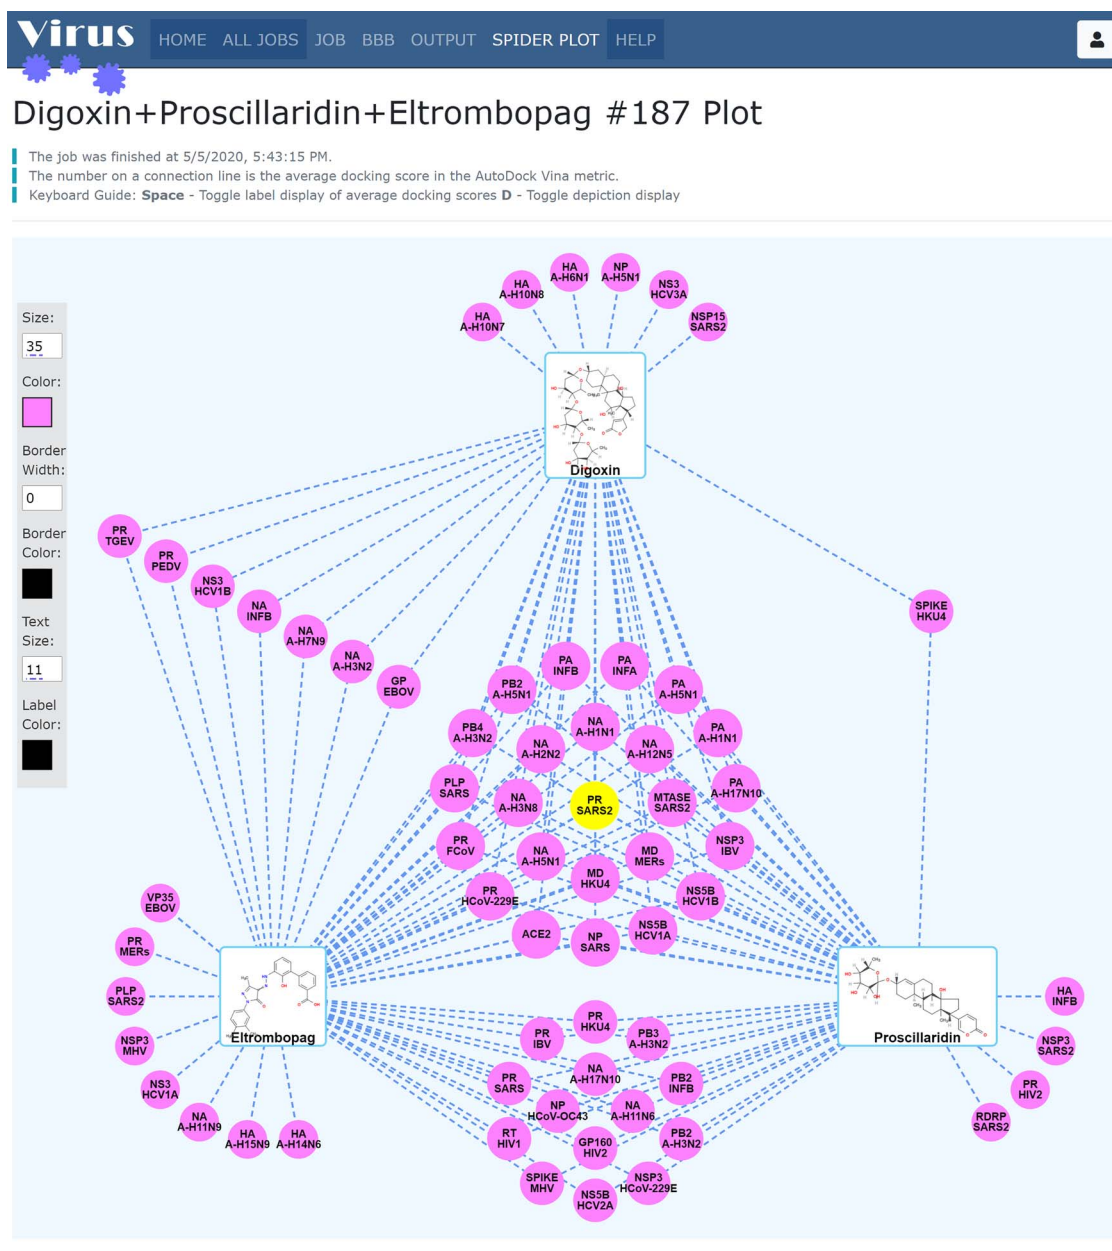 Virus
HOME ALL JOBS JOB BBB OUTPUT SPIDER PLOT HELP
Digoxin+Proscillaridin+Eltrombopag #187 Plot
The job was finished at 5/5/2020, 5:43:15 PM.
The number on a connection line is the average docking score in the AutoDock Vina metric.
Keyboard Guide: Space - Toggle label display of average docking scores D - Toggle depiction display
Size:
35
Color:
Border
Width:
0
Border
Color:
Text
Size:
11
Label
Color:
HA
A-H10N7
HA
A-H10N8
HA
A-H6N1
NP
A-H5N1
NS3
HCV3A
NSP15
SARS2
Digoxin
PR
TGEV
PR
PEDV
NS3
HCV1B
NA
INFB
NA
A-H7N9
NA
A-H3N2
GP
EBOV
SPIKE
HKU4
PA
INFB
PA
INFA
PB2
A-H5N1
PA
A-H5N1
PB4
A-H3N2
NA
A-H1N1
PA
A-H1N1
NA
A-H2N2
NA
A-H12N5
PLP
SARS
PA
A-H17N10
NA
A-H3N8
PR
SARS2
MTASE
SARS2
PR
FCoV
NSP3
IBV
NA
A-H5N1
MD
MERs
MD
HKU4
PR
HCoV-229E
NS5B
HCV1B
ACE2
NP
SARS
NS5B
HCV1A
VP35
EBOV
PR
MERs
PLP
SARS2
NSP3
MHV
NS3
HCV1A
NA
A-H11N9
HA
A-H15N9
HA
A-H14N6
Eltrombopag
Proscillaridin
HA
INFB
NSP3
SARS2
PR
HIV2
RDRP
SARS2
PR
HKU4
PR
IBV
PB3
A-H3N2
NA
A-H17N10
PR
SARS
PB2
INFB
NP
HCoV-OC43
NA
A-H11N6
RT
HIV1
GP160
HIV2
PB2
A-H3N2
SPIKE
MHV
NSP3
HCoV-229E
NS5B
HCV2A